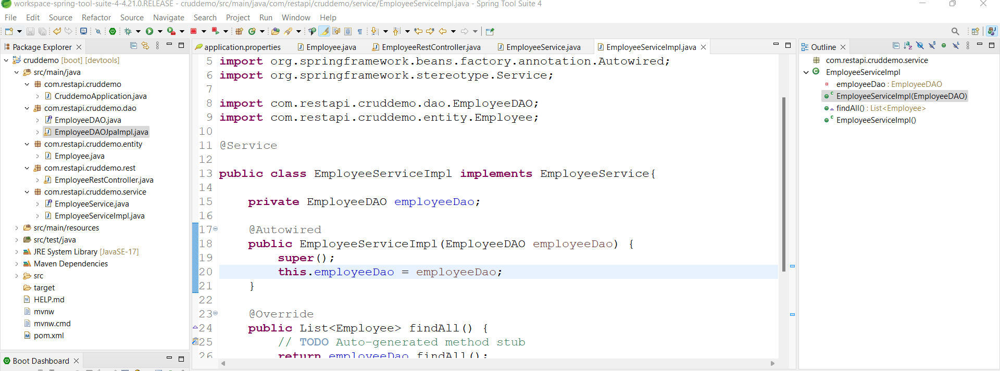 workspace-spring-tool-suite-4-4.21.0.RELEASE - cruddemo/src/main/java/com/restapi/cruddemo/service/EmployeeServiceImpl.java - Spring Tool Suite 4
File Edit Source Refactor Source Navigate Search Project Run Window Help
Package Explorer
cruddemo [boot] [devtools]
src/main/java
com.restapi.cruddemo
CruddemoApplication.java
com.restapi.cruddemo.dao
EmployeeDAO.java
EmployeeDAOJpaImpl.java
com.restapi.cruddemo.entity
Employee.java
com.restapi.cruddemo.rest
EmployeeRestController.java
com.restapi.cruddemo.service
EmployeeService.java
EmployeeServiceImpl.java
src/main/resources
src/test/java
JRE System Library [JavaSE-17]
Maven Dependencies
src
target
HELP.md
mvnw
mvnw.cmd
pom.xml
Boot Dashboard
application.properties Employee.java EmployeeRestController.java EmployeeService.java EmployeeServiceImpl.java
5 import org.springframework.beans.factory.annotation.Autowired;
6 import org.springframework.stereotype.Service;
7
8 import com.restapi.cruddemo.dao.EmployeeDAO;
9 import com.restapi.cruddemo.entity.Employee;
10
11 @Service
12
13 public class EmployeeServiceImpl implements EmployeeService{
14
15 private EmployeeDAO employeeDao;
16
17 @Autowired
18 public EmployeeServiceImpl(EmployeeDAO employeeDao) {
19 super();
20 this.employeeDao = employeeDao;
21 }
22
23 @Override
24 public List<Employee> findAll() {
25 // TODO Auto-generated method stub
26 return employeeDao.findAll();
Outline
com.restapi.cruddemo.service
EmployeeServiceImpl
employeeDao : EmployeeDAO
EmployeeServiceImpl(EmployeeDAO)
findAll() : List<Employee>
EmployeeServiceImpl()